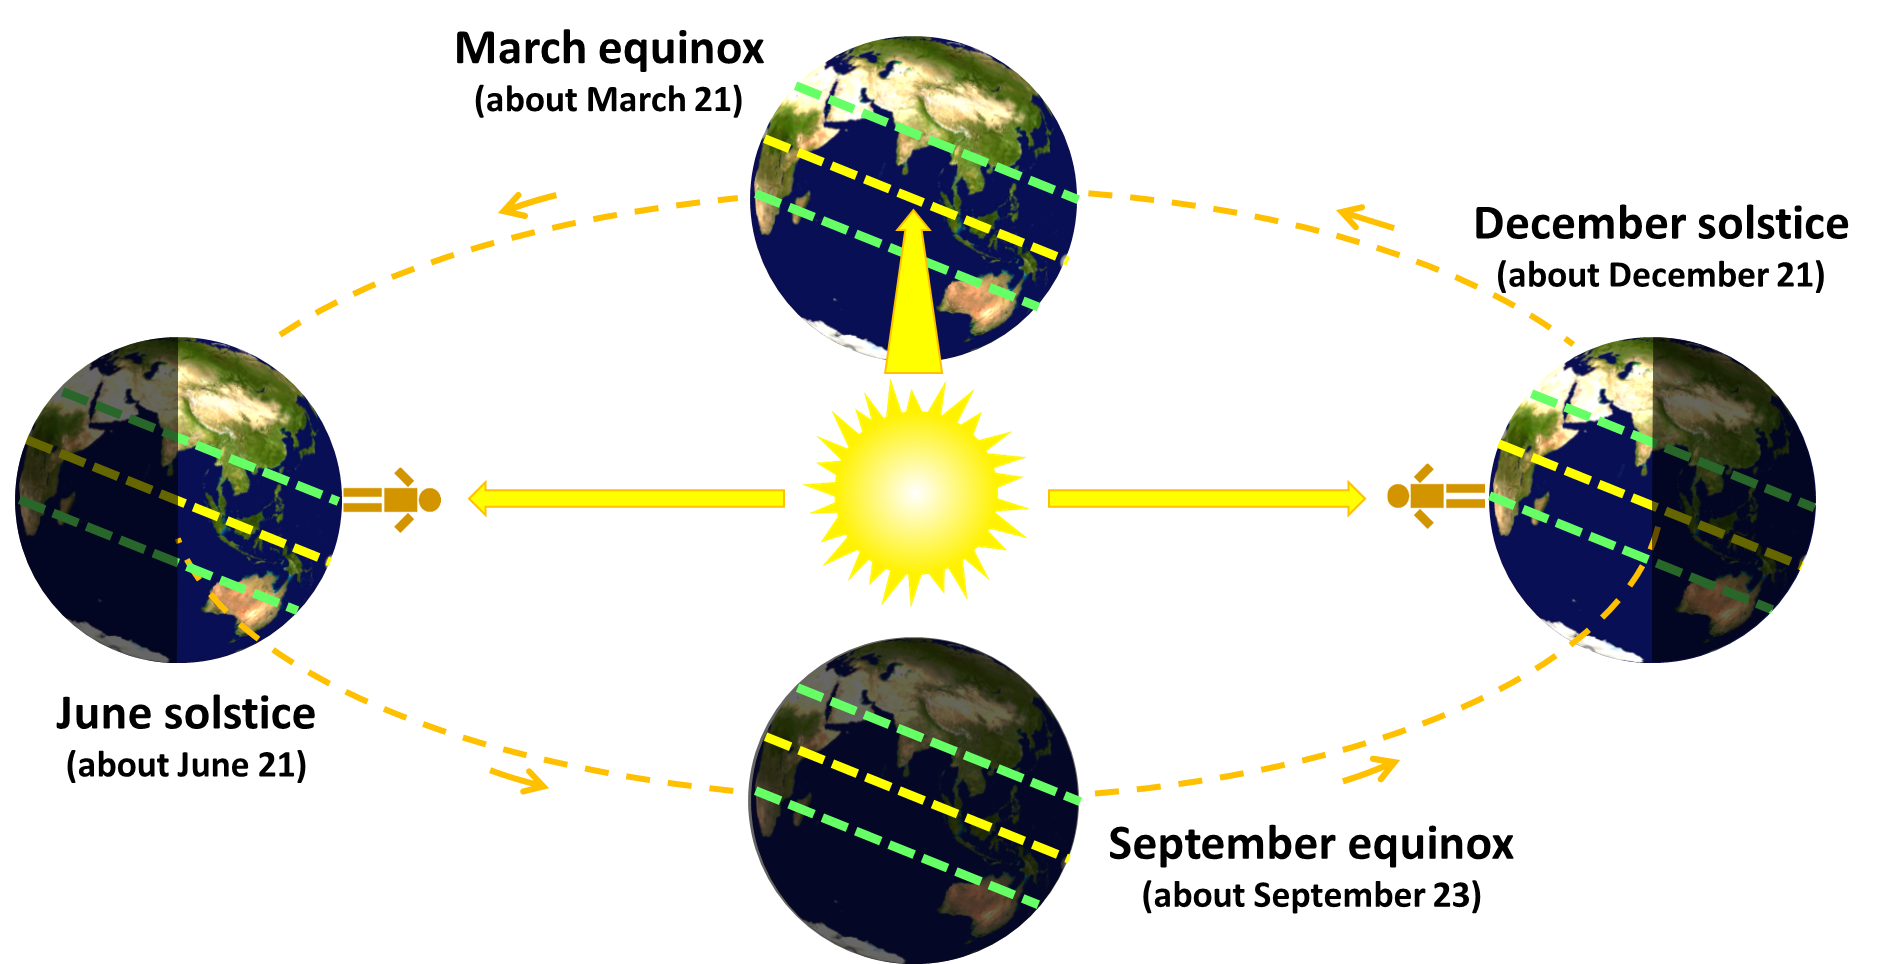 March equinox
(about March 21)
December solstice
(about December 21)
June solstice
(about June 21)
September equinox
(about September 23)